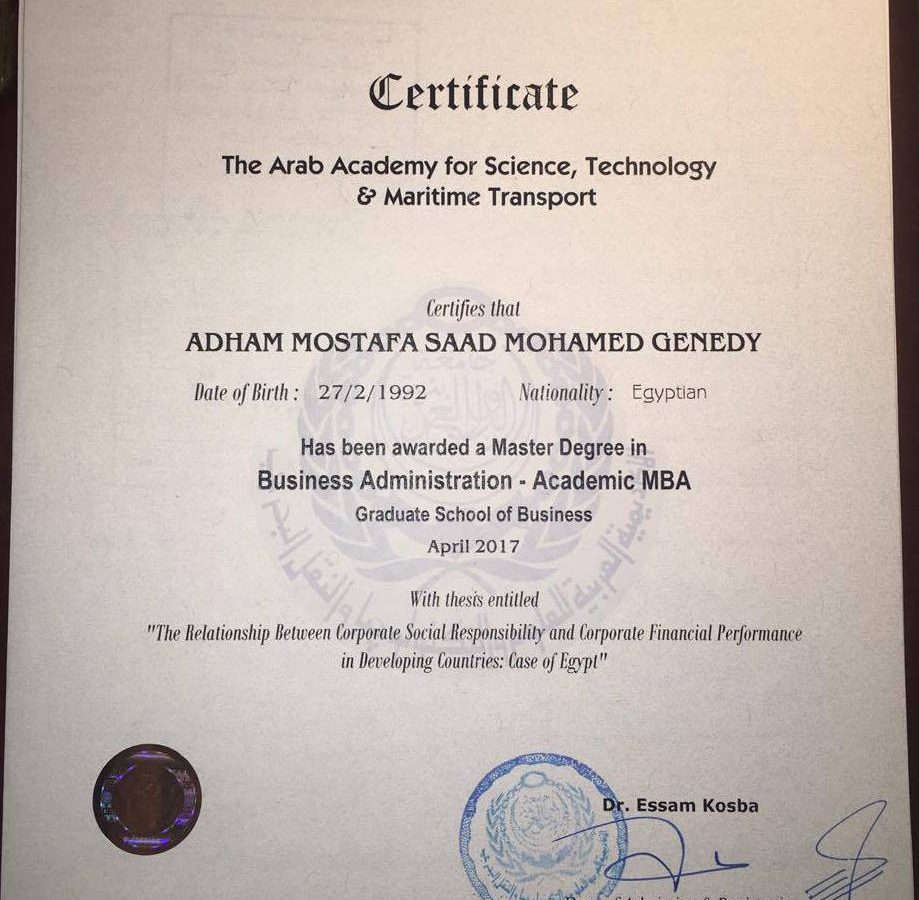 Certificate
The Arab Academy for Science, Technology
& Maritime Transport
Certifies that
ADHAM MOSTAFA SAAD MOHAMED GENEDY
Date of Birth : 27/2/1992 Nationality : Egyptian
Has been awarded a Master Degree in
Business Administration - Academic MBA
Graduate School of Business
April 2017
With thesis entitled
"The Relationship Between Corporate Social Responsibility and Corporate Financial Performance
in Developing Countries: Case of Egypt"
Dr. Essam Kosba